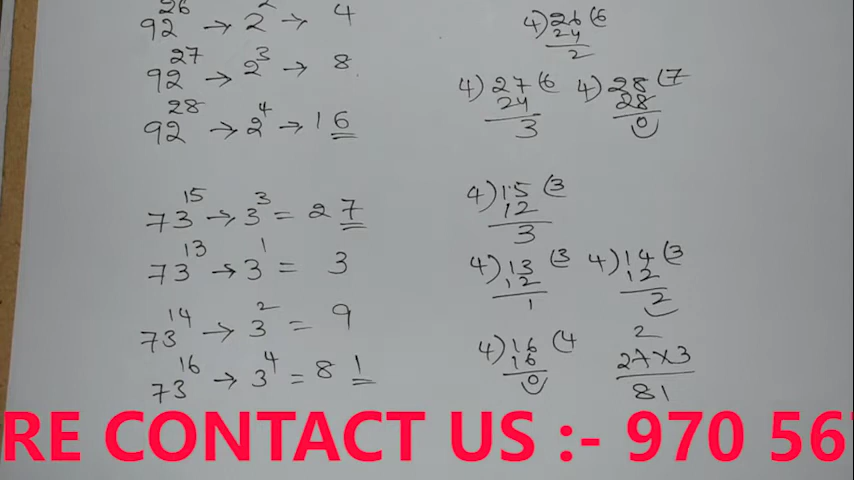 92^26 → 2^2 → 4
4) 26 (6
24
2
92^27 → 2^3 → 8
4) 27 (6
24
3
4) 28 (7
28
0
92^28 → 2^4 → 16
73^15 → 3^3 = 27
4) 15 (3
12
3
73^13 → 3^1 = 3
4) 13 (3
12
1
4) 14 (3
12
2
73^14 → 3^2 = 9
73^16 → 3^4 = 81
4) 16 (4
16
0
2
27 × 3
81
RE CONTACT US :- 970 56